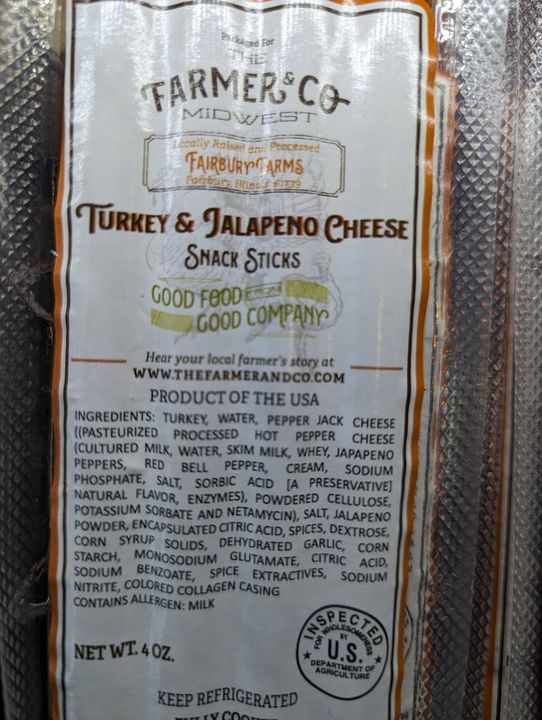 Packaged For
THE
FARMER & CO
MIDWEST
Locally Raised and Processed
FAIRBURY FARMS
Fairbury, Illinois 61739
TURKEY & JALAPENO CHEESE
SNACK STICKS
GOOD FOOD FROM
GOOD COMPANY
Hear your local farmer's story at
WWW.THEFARMERANDCO.COM
PRODUCT OF THE USA
INGREDIENTS: TURKEY, WATER, PEPPER JACK CHEESE
((PASTEURIZED PROCESSED HOT PEPPER CHEESE
(CULTURED MILK, WATER, SKIM MILK, WHEY, JAPAPENO
PEPPERS, RED BELL PEPPER, CREAM, SODIUM
PHOSPHATE, SALT, SORBIC ACID [A PRESERVATIVE]
NATURAL FLAVOR, ENZYMES), POWDERED CELLULOSE,
POTASSIUM SORBATE AND NETAMYCIN), SALT, JALAPENO
POWDER, ENCAPSULATED CITRIC ACID, SPICES, DEXTROSE,
CORN SYRUP SOLIDS, DEHYDRATED GARLIC, CORN
STARCH, MONOSODIUM GLUTAMATE, CITRIC ACID,
SODIUM BENZOATE, SPICE EXTRACTIVES, SODIUM
NITRITE, COLORED COLLAGEN CASING
CONTAINS ALLERGEN: MILK
INSPECTED
FOR WHOLESOMENESS
BY
U.S.
DEPARTMENT OF
AGRICULTURE
NET WT. 4 OZ.
KEEP REFRIGERATED
FULLY COOKED